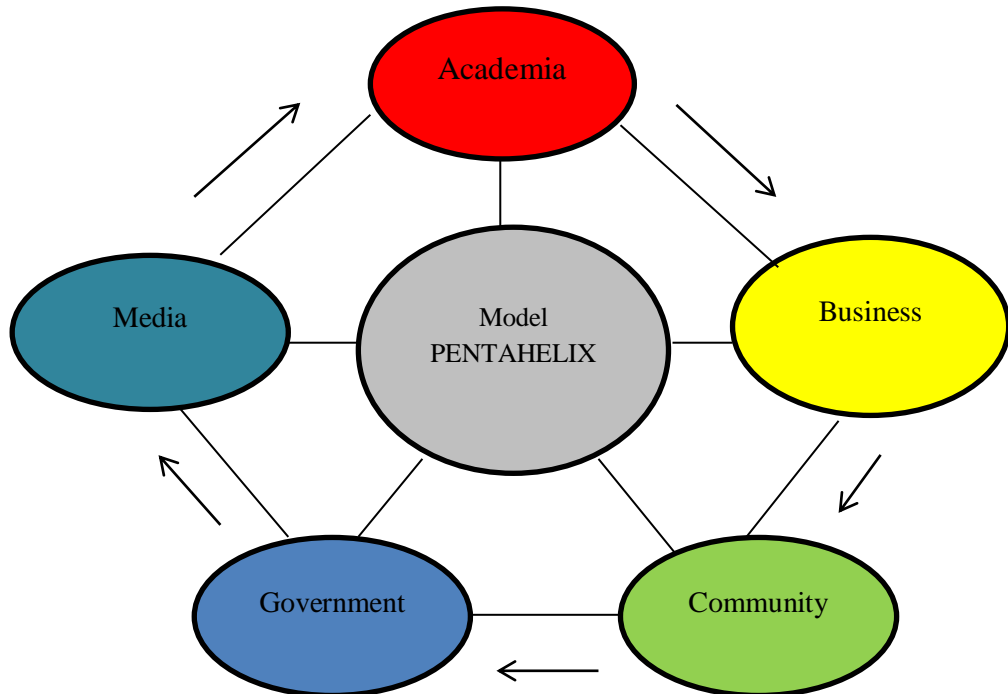 Academia
Business
Media
Model
PENTAHELIX
Government
Community